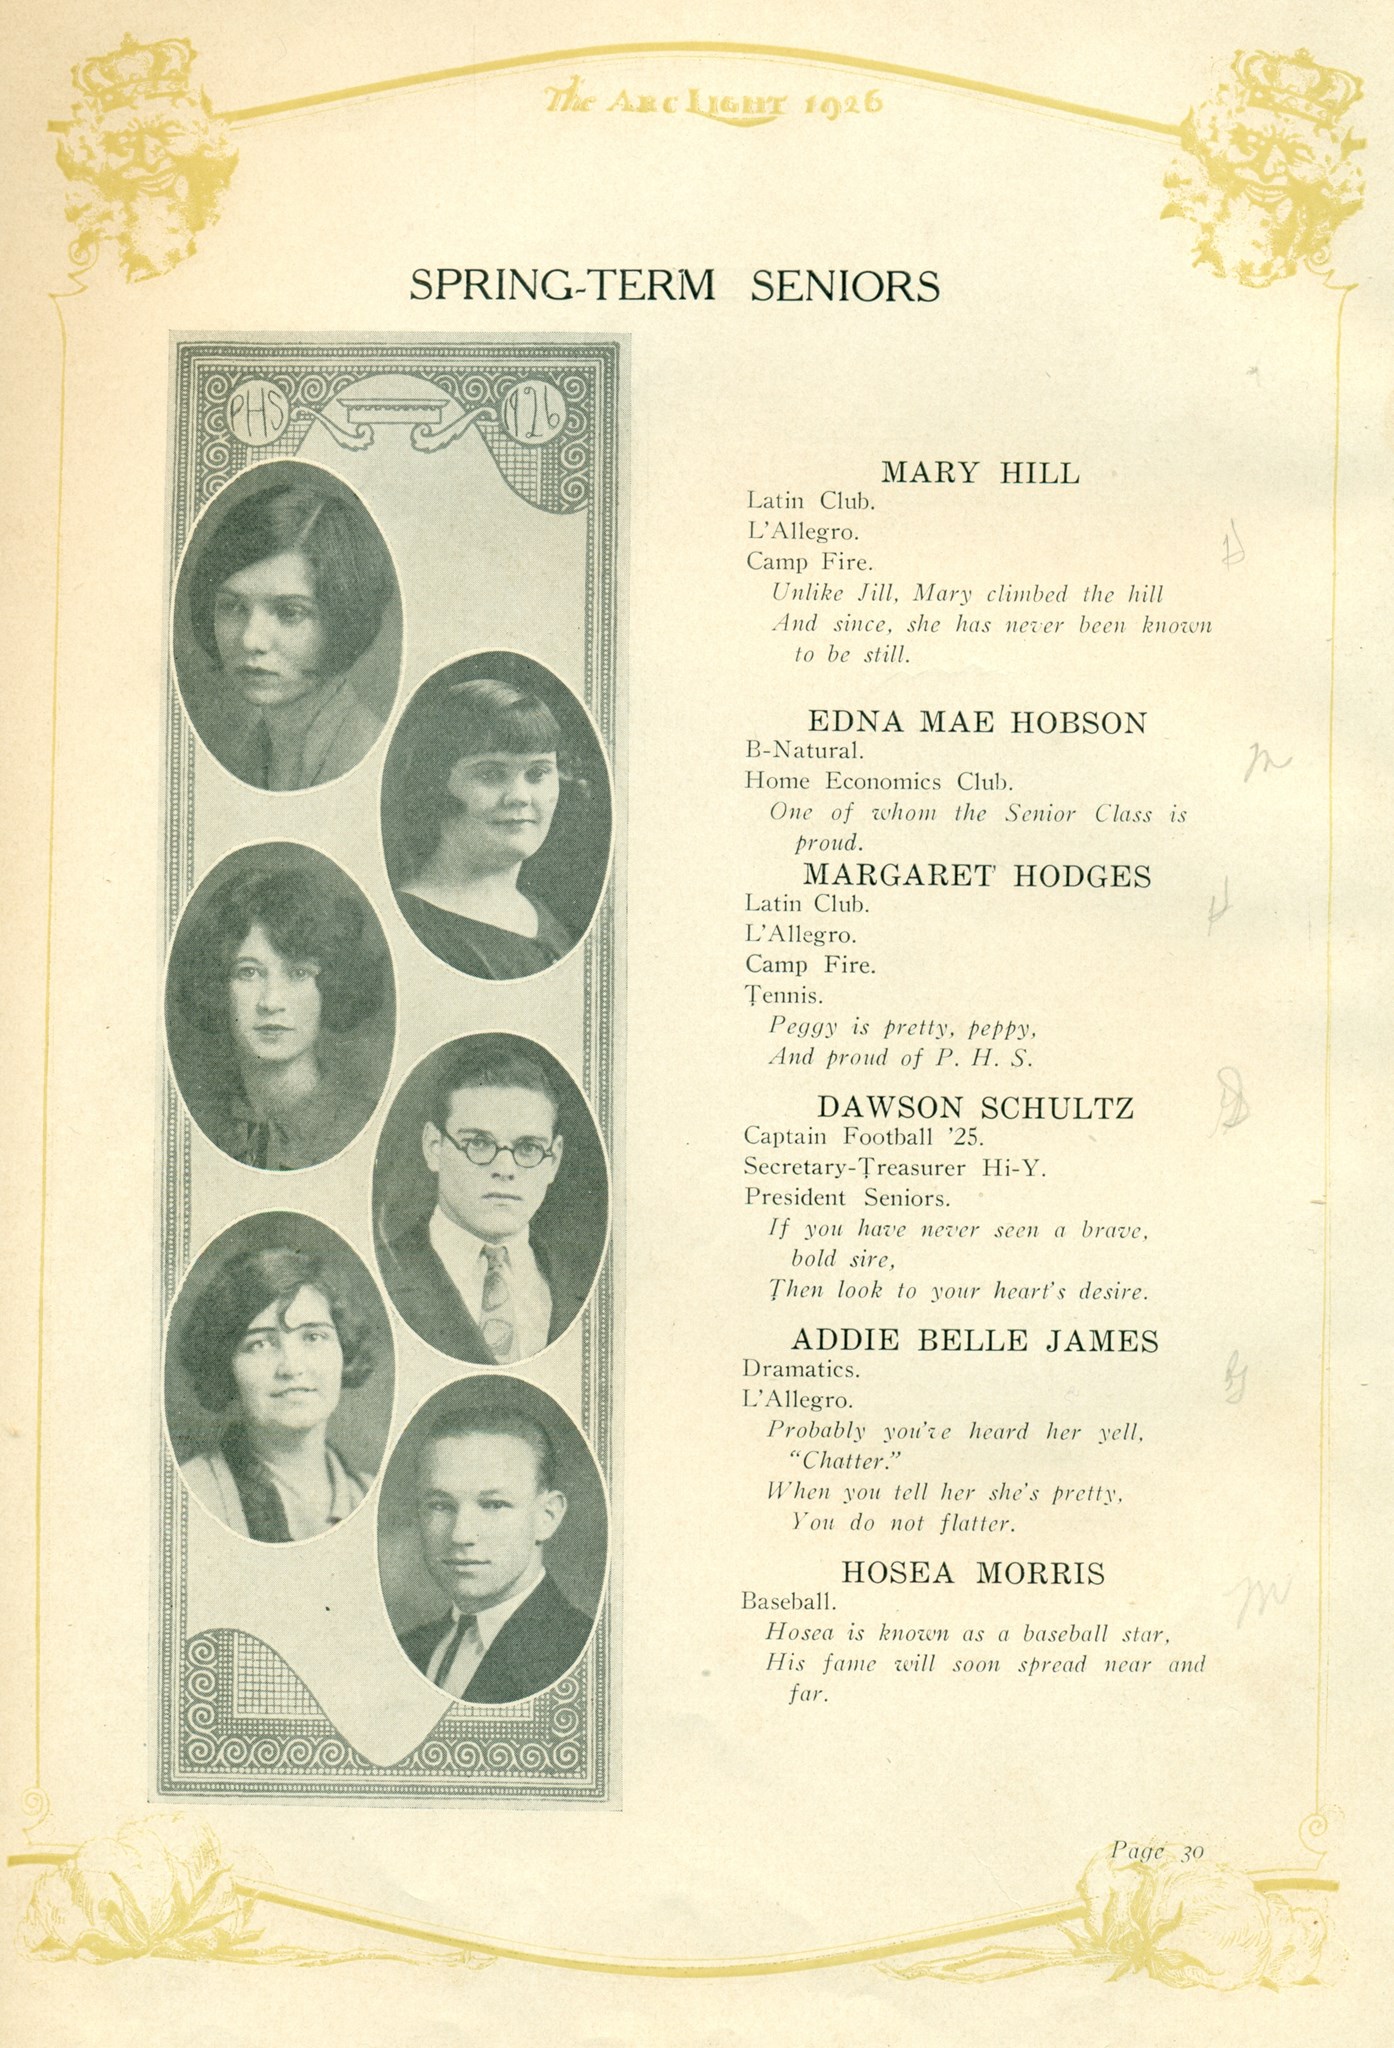 The ARC LIGHT 1926
SPRING-TERM SENIORS
PHS
1926
MARY HILL
Latin Club.
L'Allegro.
Camp Fire.
Unlike Jill, Mary climbed the hill
And since, she has never been known
to be still.
EDNA MAE HOBSON
B-Natural.
Home Economics Club.
One of whom the Senior Class is
proud.
MARGARET HODGES
Latin Club.
L'Allegro.
Camp Fire.
Tennis.
Peggy is pretty, peppy,
And proud of P. H. S.
DAWSON SCHULTZ
Captain Football '25.
Secretary-Treasurer Hi-Y.
President Seniors.
If you have never seen a brave,
bold sire,
Then look to your heart's desire.
ADDIE BELLE JAMES
Dramatics.
L'Allegro.
Probably you've heard her yell,
"Chatter."
When you tell her she's pretty,
You do not flatter.
HOSEA MORRIS
Baseball.
Hosea is known as a baseball star,
His fame will soon spread near and
far.
Page 30